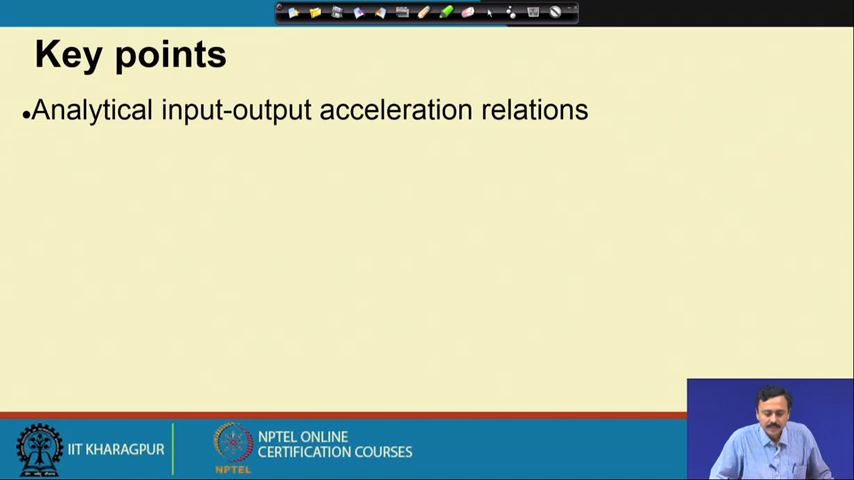 Key points
•Analytical input-output acceleration relations
IIT KHARAGPUR
NPTEL
NPTEL ONLINE
CERTIFICATION COURSES